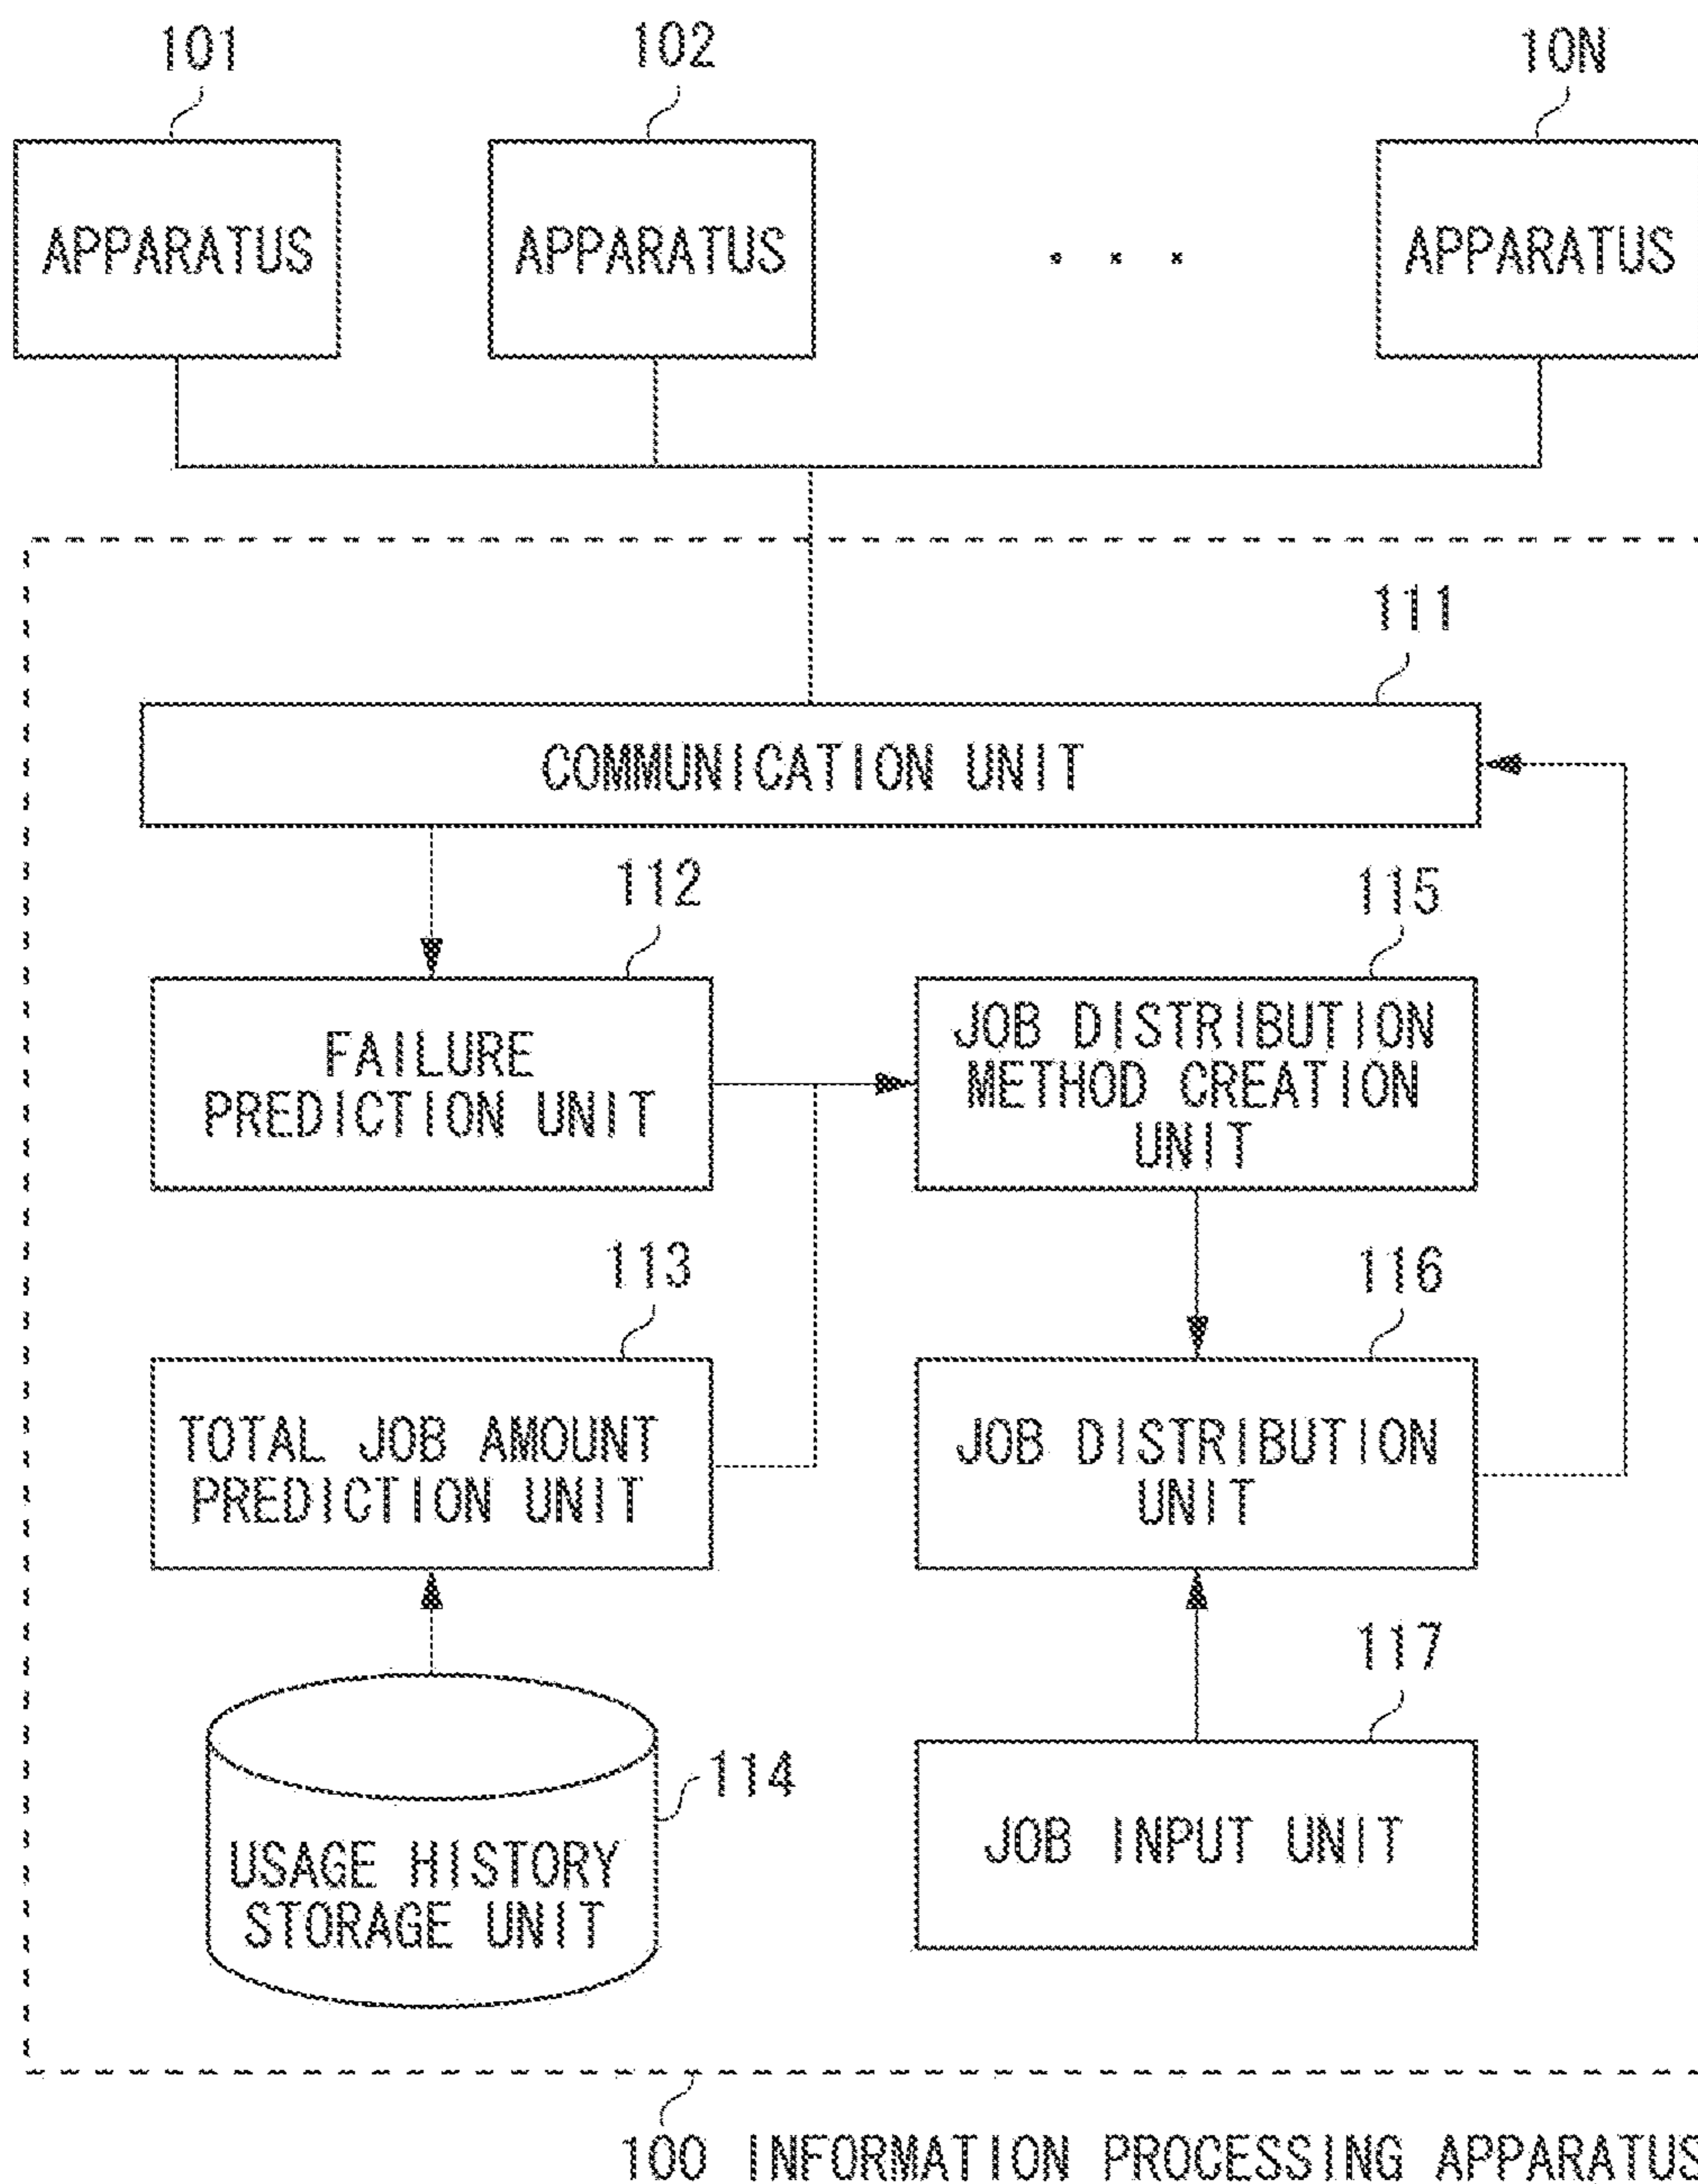 101
102
10N
APPARATUS
APPARATUS
. . .
APPARATUS
111
COMMUNICATION UNIT
112
115
FAILURE
PREDICTION UNIT
JOB DISTRIBUTION
METHOD CREATION
UNIT
113
116
TOTAL JOB AMOUNT
PREDICTION UNIT
JOB DISTRIBUTION
UNIT
117
114
USAGE HISTORY
STORAGE UNIT
JOB INPUT UNIT
100 INFORMATION PROCESSING APPARATUS